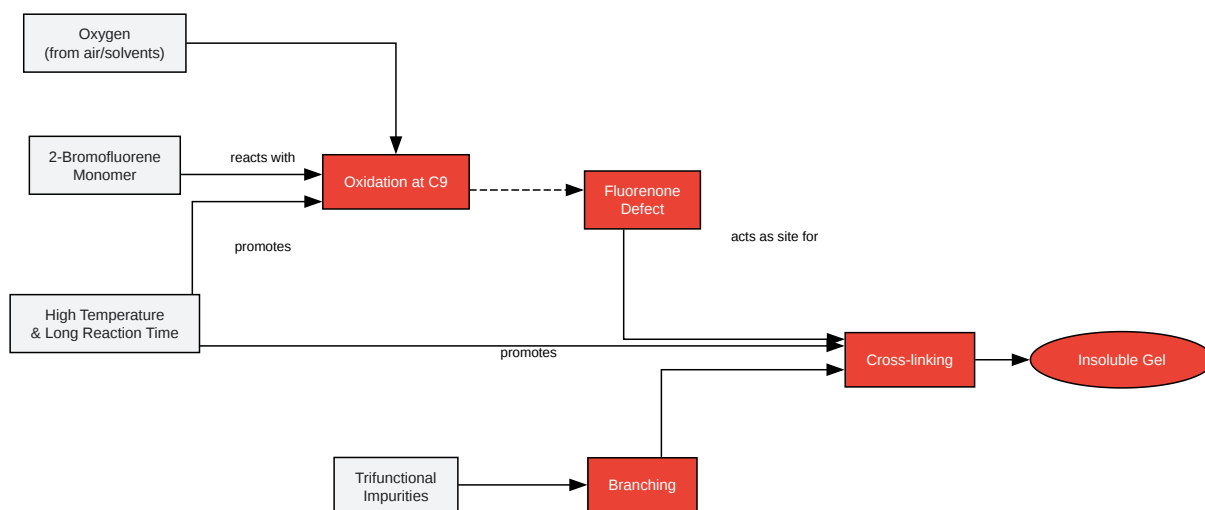 Oxygen
(from air/solvents)
2-Bromofluorene
Monomer
reacts with
Oxidation at C9
Fluorenone
Defect
promotes
acts as site for
High Temperature
& Long Reaction Time
promotes
Cross-linking
Insoluble Gel
Trifunctional
Impurities
Branching